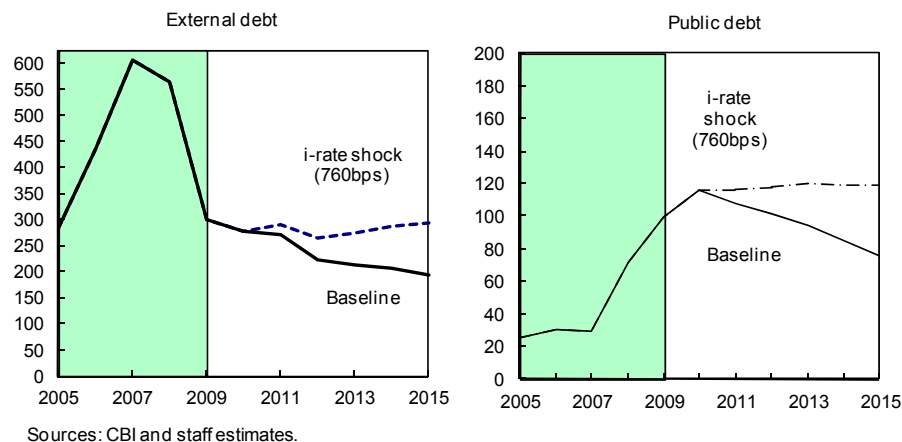 External debt
600
550
500
450
400
350
300
250
200
150
100
50
0
2005 2007 2009 2011 2013 2015
i-rate shock
(760bps)
Baseline
Public debt
200
180
160
140
120
100
80
60
40
20
0
2005 2007 2009 2011 2013 2015
i-rate
shock
(760bps)
Baseline
Sources: CBI and staff estimates.